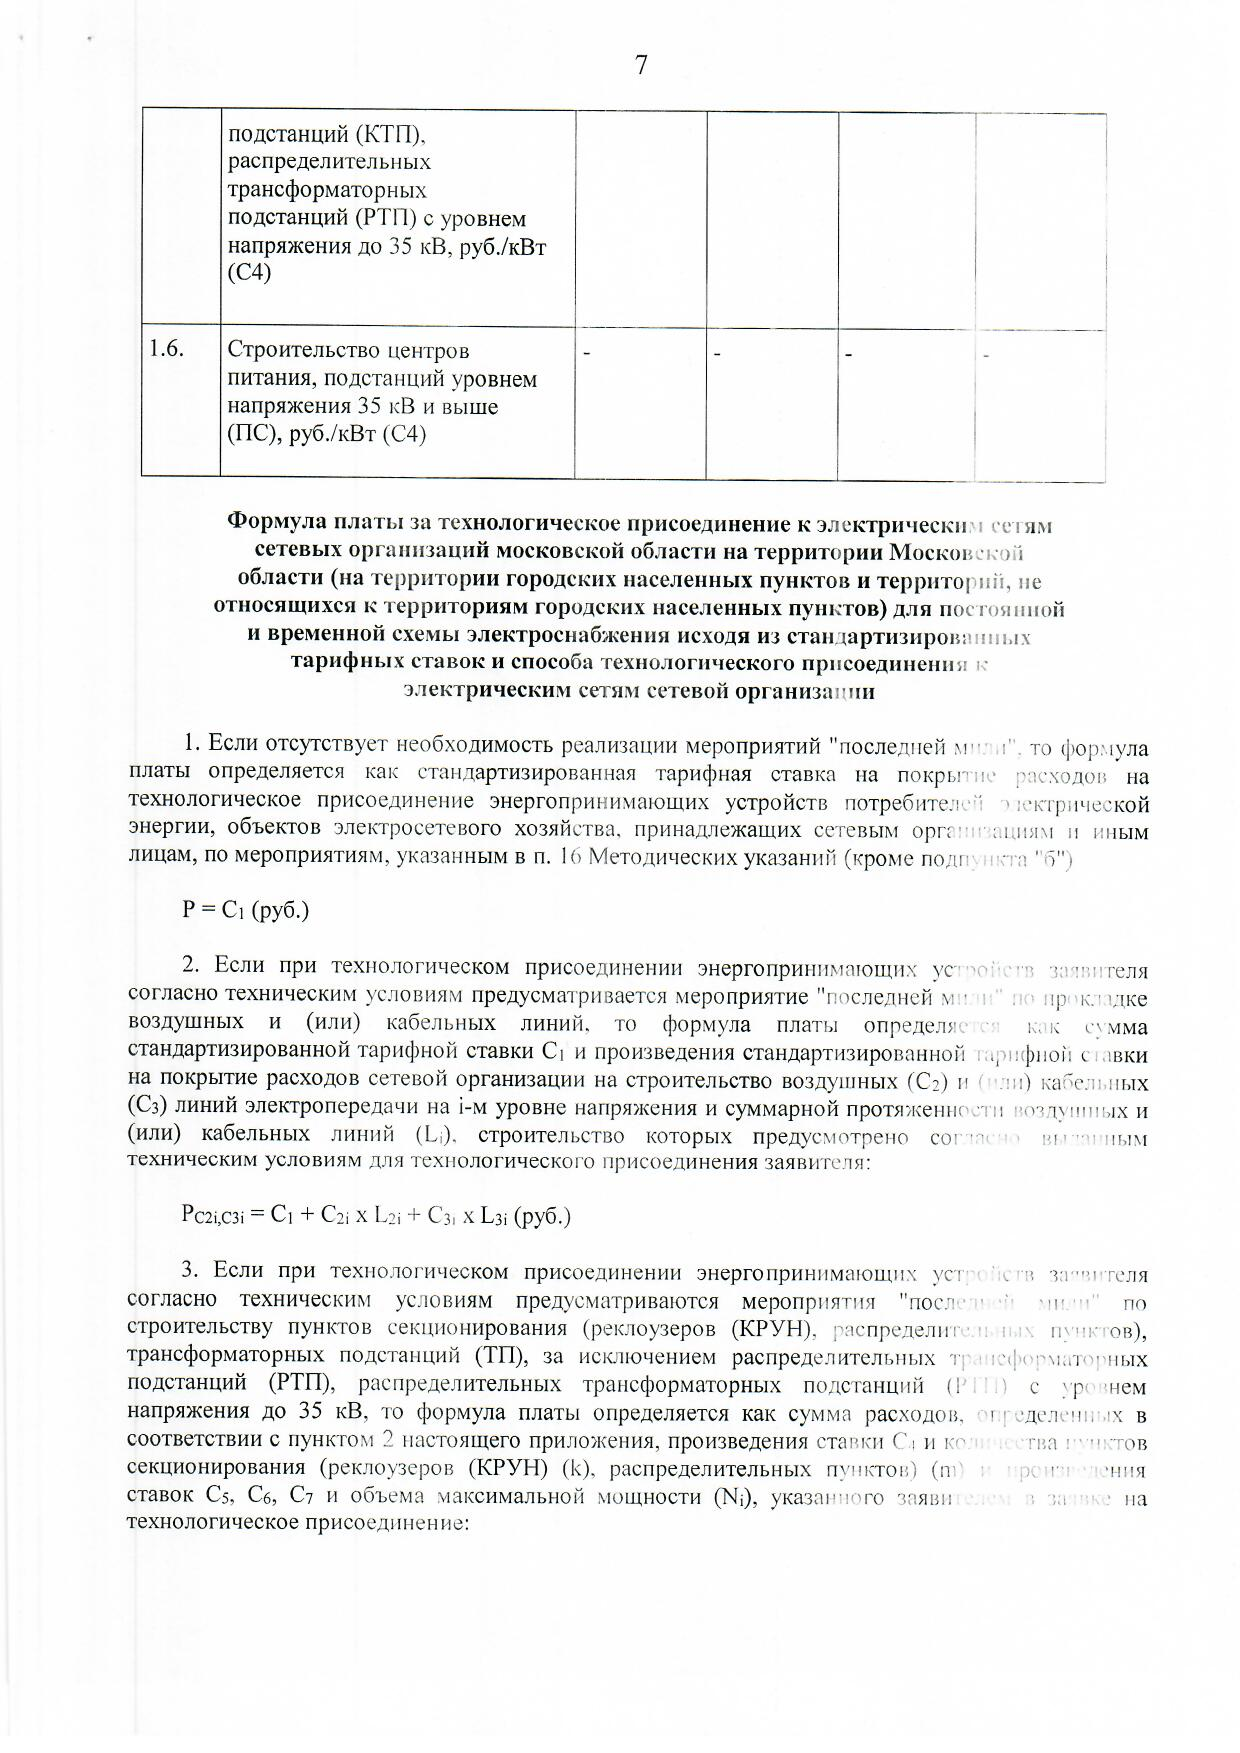 7
подстанций (КТП),
распределительных
трансформаторных
подстанций (РТП) с уровнем
напряжения до 35 кВ, руб./кВт
(С4)
1.6. Строительство центров - - - -
питания, подстанций уровнем
напряжения 35 кВ и выше
(ПС), руб./кВт (С4)
Формула платы за технологическое присоединение к электрическим сетям
сетевых организаций московской области на территории Московской
области (на территории городских населенных пунктов и территорий, не
относящихся к территориям городских населенных пунктов) для постоянной
и временной схемы электроснабжения исходя из стандартизированных
тарифных ставок и способа технологического присоединения к
электрическим сетям сетевой организации
1. Если отсутствует необходимость реализации мероприятий "последней мили", то формула
платы определяется как стандартизированная тарифная ставка на покрытие расходов на
технологическое присоединение энергопринимающих устройств потребителей электрической
энергии, объектов электросетевого хозяйства, принадлежащих сетевым организациям и иным
лицам, по мероприятиям, указанным в п. 16 Методических указаний (кроме подпункта "б")
Р = С1 (руб.)
2. Если при технологическом присоединении энергопринимающих устройств заявителя
согласно техническим условиям предусматривается мероприятие "последней мили" по прокладке
воздушных и (или) кабельных линий, то формула платы определяется как сумма
стандартизированной тарифной ставки С1 и произведения стандартизированной тарифной ставки
на покрытие расходов сетевой организации на строительство воздушных (С2) и (или) кабельных
(С3) линий электропередачи на i-м уровне напряжения и суммарной протяженности воздушных и
(или) кабельных линий (Li), строительство которых предусмотрено согласно выданным
техническим условиям для технологического присоединения заявителя:
РС2i,С3i = С1 + С2i х L2i + С3i х L3i (руб.)
3. Если при технологическом присоединении энергопринимающих устройств заявителя
согласно техническим условиям предусматриваются мероприятия "последней мили" по
строительству пунктов секционирования (реклоузеров (КРУН), распределительных пунктов),
трансформаторных подстанций (ТП), за исключением распределительных трансформаторных
подстанций (РТП), распределительных трансформаторных подстанций (РТП) с уровнем
напряжения до 35 кВ, то формула платы определяется как сумма расходов, определенных в
соответствии с пунктом 2 настоящего приложения, произведения ставки С и количества пунктов
секционирования (реклоузеров (КРУН) (k), распределительных пунктов) (m) и произведения
ставок С5, С6, С7 и объема максимальной мощности (Ni), указанного заявителем в заявке на
технологическое присоединение: